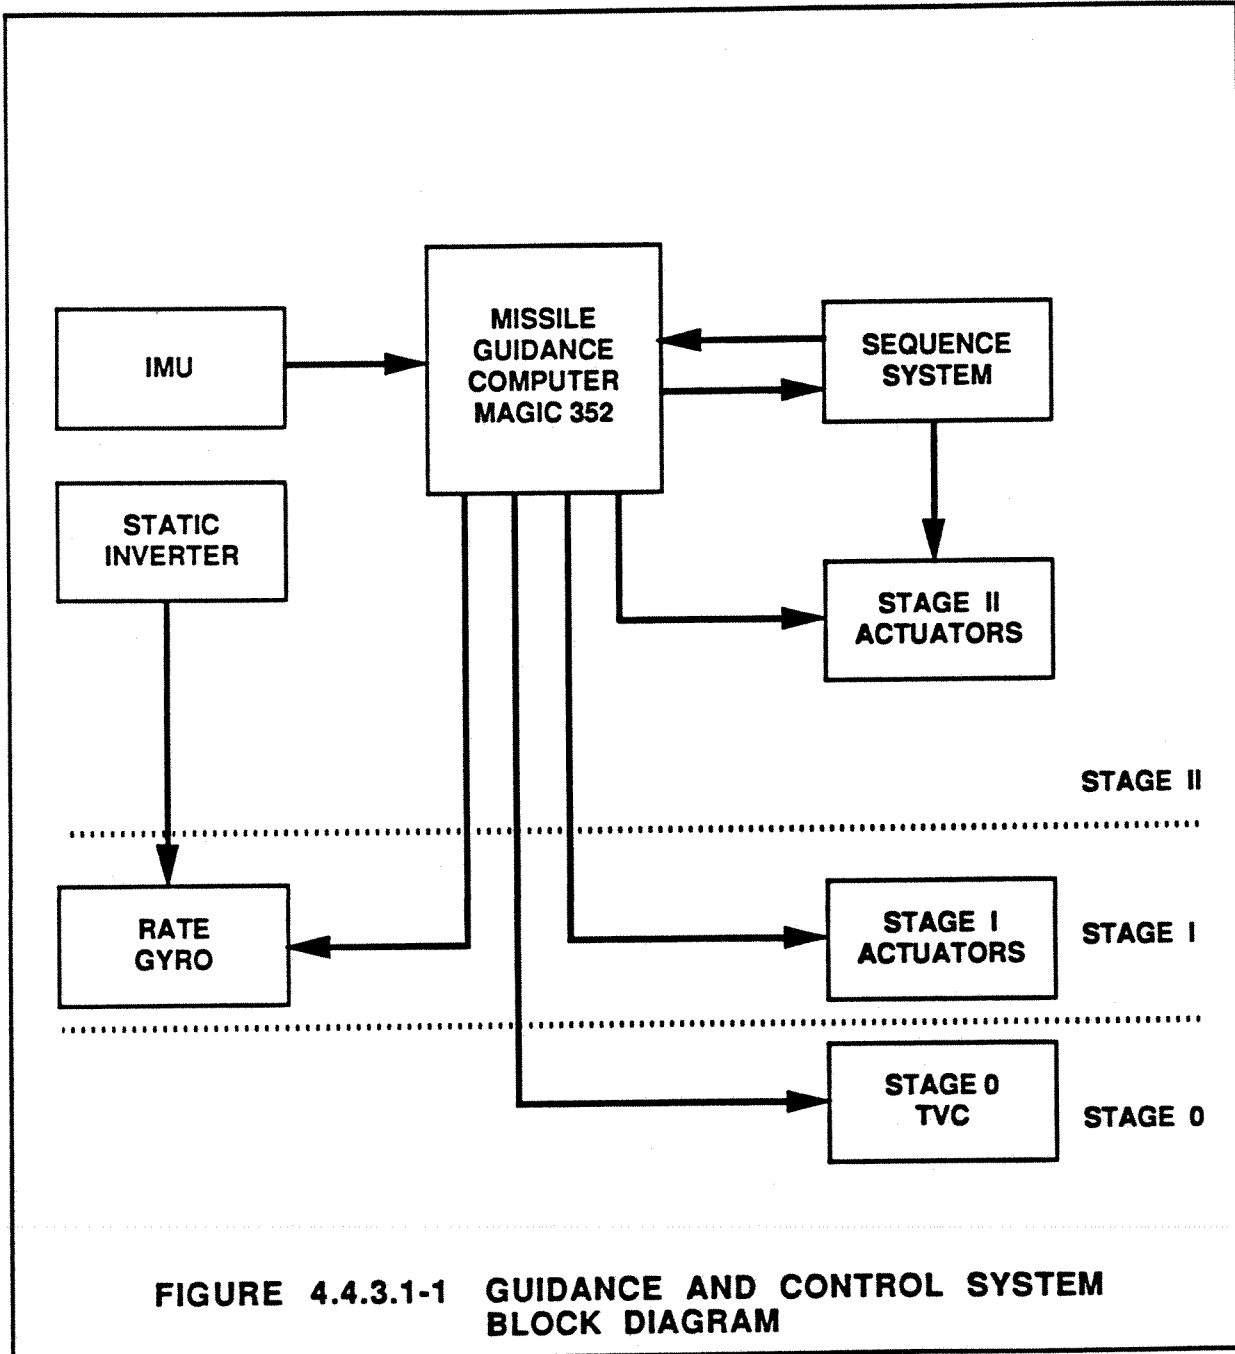 MISSILE
GUIDANCE
COMPUTER
MAGIC 352
IMU
SEQUENCE
SYSTEM
STATIC
INVERTER
STAGE II
ACTUATORS
STAGE II
RATE
GYRO
STAGE I
ACTUATORS
STAGE I
STAGE 0
TVC
STAGE 0
FIGURE 4.4.3.1-1 GUIDANCE AND CONTROL SYSTEM
BLOCK DIAGRAM